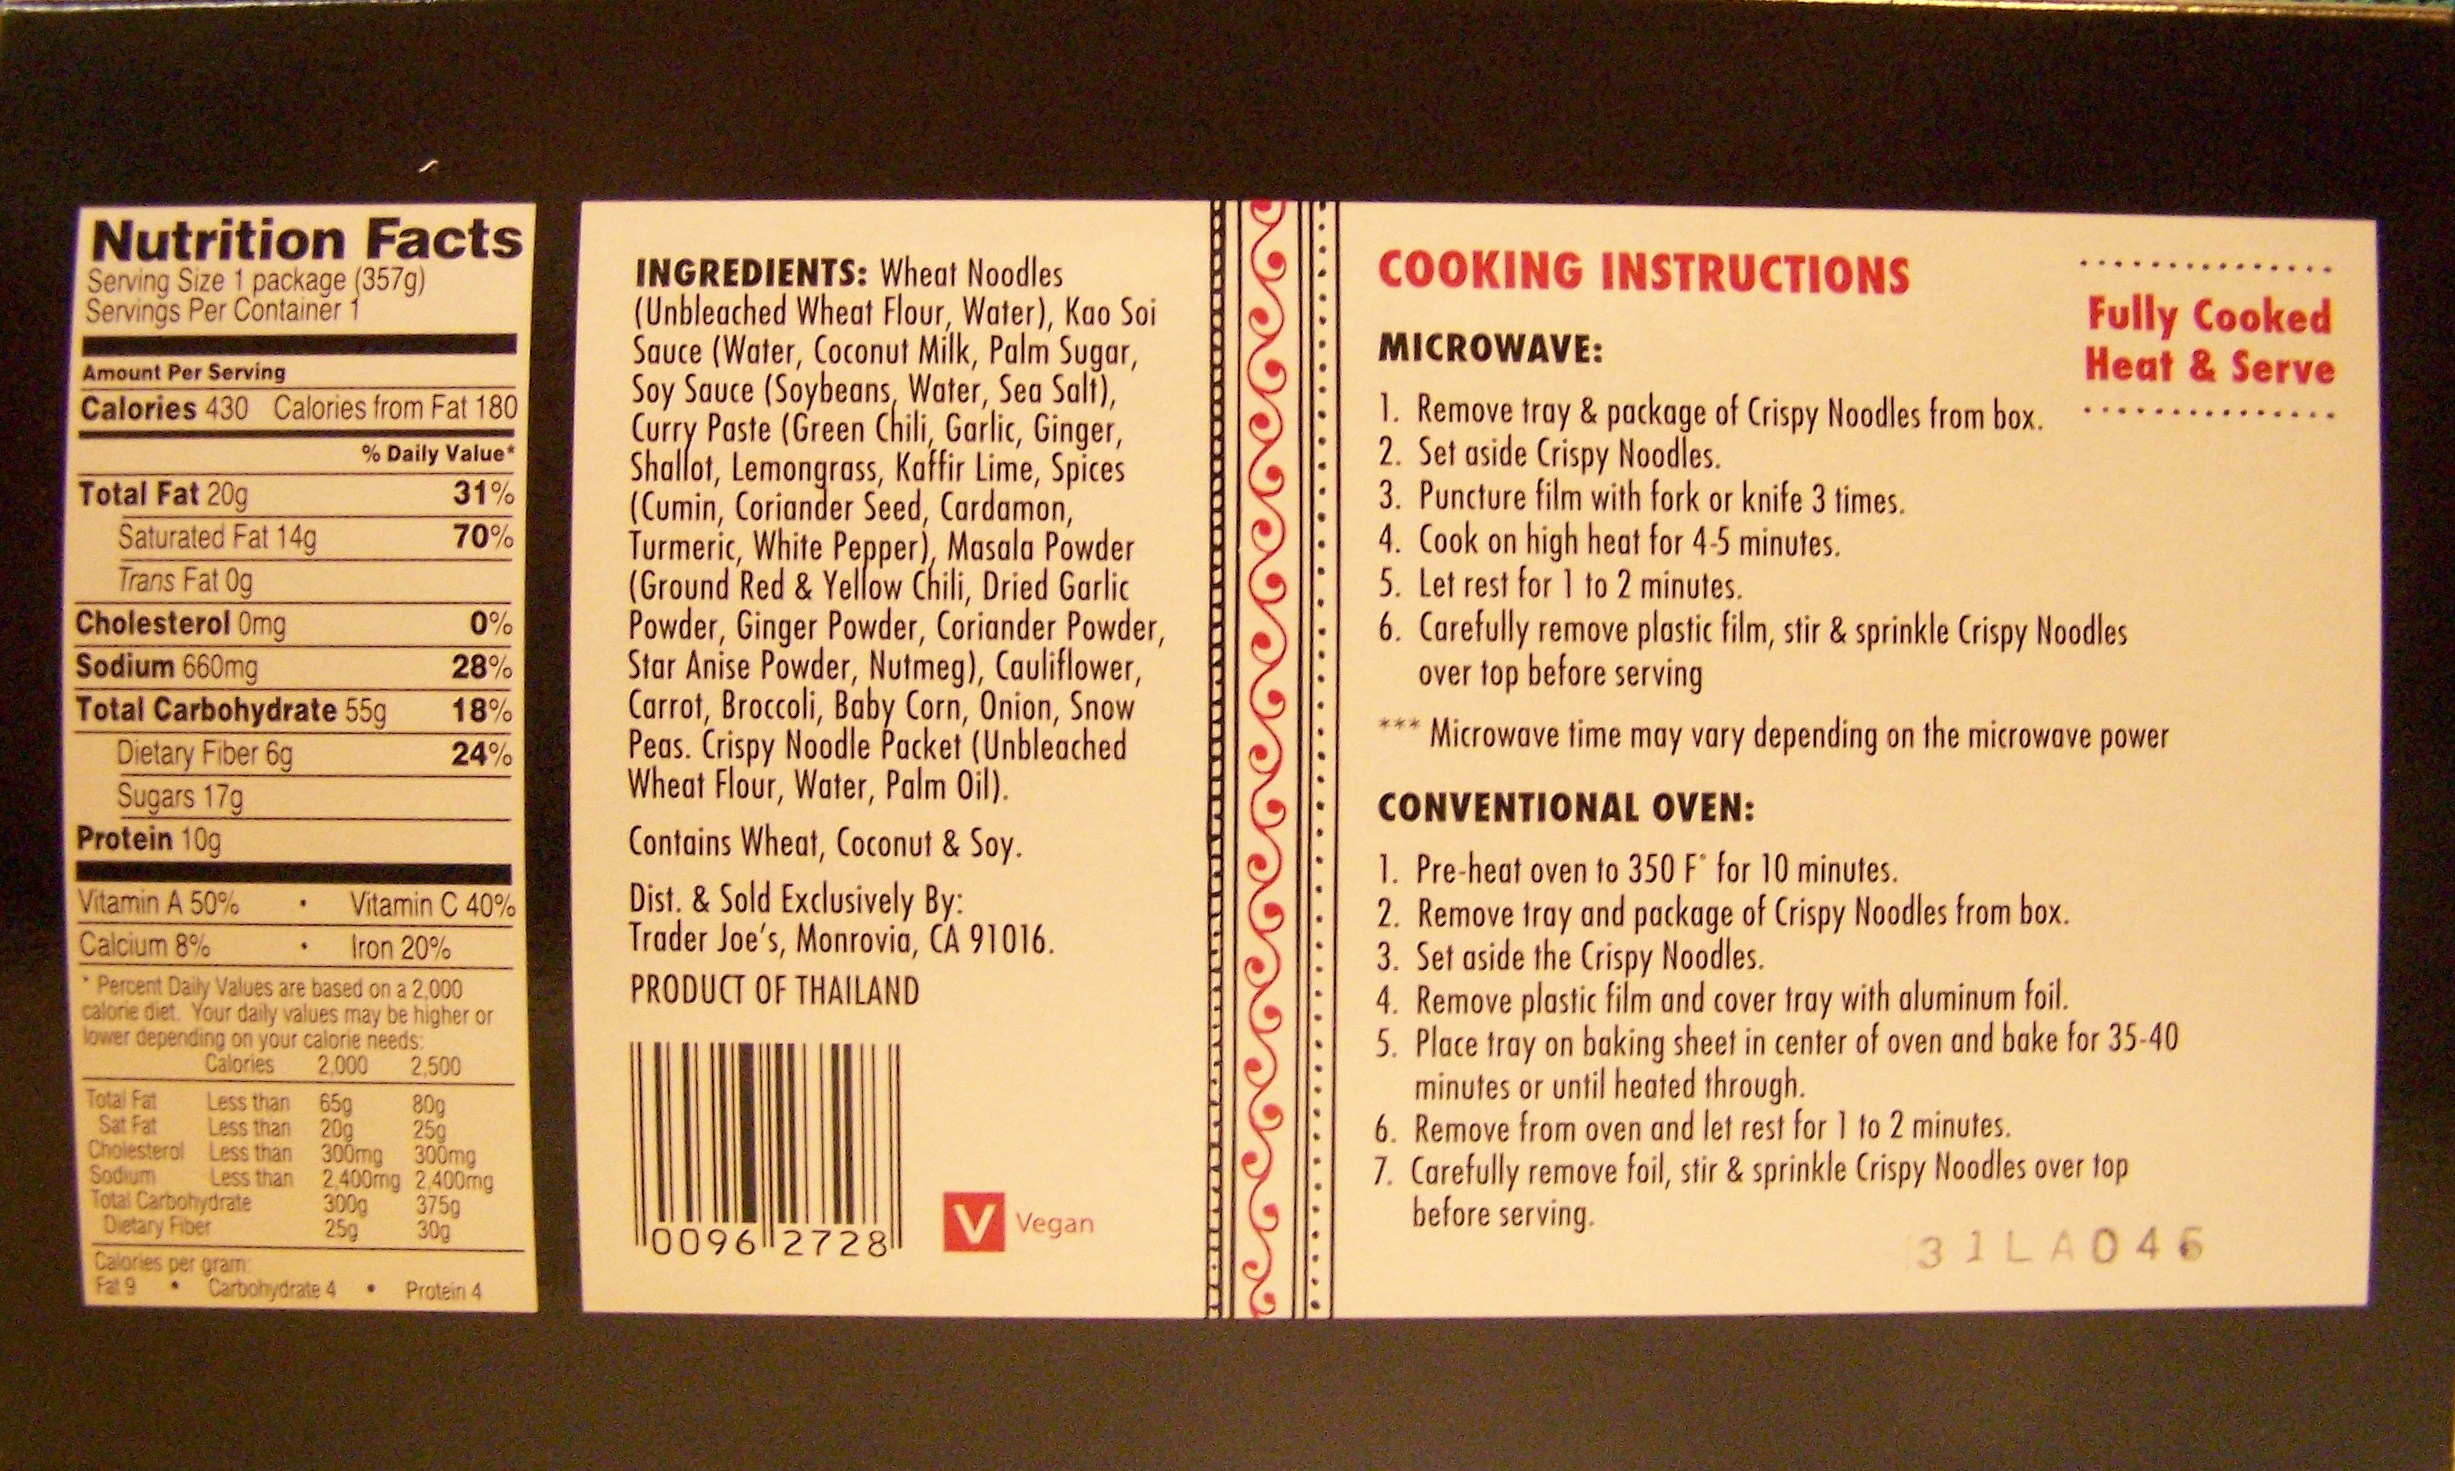 Nutrition Facts
Serving Size 1 package (357g)
Servings Per Container 1
Amount Per Serving
Calories 430 Calories from Fat 180
% Daily Value*
Total Fat 20g 31%
Saturated Fat 14g 70%
Trans Fat 0g
Cholesterol 0mg 0%
Sodium 660mg 28%
Total Carbohydrate 55g 18%
Dietary Fiber 6g 24%
Sugars 17g
Protein 10g
Vitamin A 50% • Vitamin C 40%
Calcium 8% • Iron 20%
* Percent Daily Values are based on a 2,000
calorie diet. Your daily values may be higher or
lower depending on your calorie needs:
Calories 2,000 2,500
Total Fat Less than 65g 80g
Sat Fat Less than 20g 25g
Cholesterol Less than 300mg 300mg
Sodium Less than 2,400mg 2,400mg
Total Carbohydrate 300g 375g
Dietary Fiber 25g 30g
Calories per gram:
Fat 9 • Carbohydrate 4 • Protein 4
INGREDIENTS: Wheat Noodles
(Unbleached Wheat Flour, Water), Kao Soi
Sauce (Water, Coconut Milk, Palm Sugar,
Soy Sauce (Soybeans, Water, Sea Salt),
Curry Paste (Green Chili, Garlic, Ginger,
Shallot, Lemongrass, Kaffir Lime, Spices
(Cumin, Coriander Seed, Cardamon,
Turmeric, White Pepper), Masala Powder
(Ground Red & Yellow Chili, Dried Garlic
Powder, Ginger Powder, Coriander Powder,
Star Anise Powder, Nutmeg), Cauliflower,
Carrot, Broccoli, Baby Corn, Onion, Snow
Peas. Crispy Noodle Packet (Unbleached
Wheat Flour, Water, Palm Oil).
Contains Wheat, Coconut & Soy.
Dist. & Sold Exclusively By:
Trader Joe's, Monrovia, CA 91016.
PRODUCT OF THAILAND
0096 2728
V Vegan
COOKING INSTRUCTIONS
Fully Cooked
Heat & Serve
MICROWAVE:
1. Remove tray & package of Crispy Noodles from box.
2. Set aside Crispy Noodles.
3. Puncture film with fork or knife 3 times.
4. Cook on high heat for 4-5 minutes.
5. Let rest for 1 to 2 minutes.
6. Carefully remove plastic film, stir & sprinkle Crispy Noodles
over top before serving
*** Microwave time may vary depending on the microwave power
CONVENTIONAL OVEN:
1. Pre-heat oven to 350 F° for 10 minutes.
2. Remove tray and package of Crispy Noodles from box.
3. Set aside the Crispy Noodles.
4. Remove plastic film and cover tray with aluminum foil.
5. Place tray on baking sheet in center of oven and bake for 35-40
minutes or until heated through.
6. Remove from oven and let rest for 1 to 2 minutes.
7. Carefully remove foil, stir & sprinkle Crispy Noodles over top
before serving.